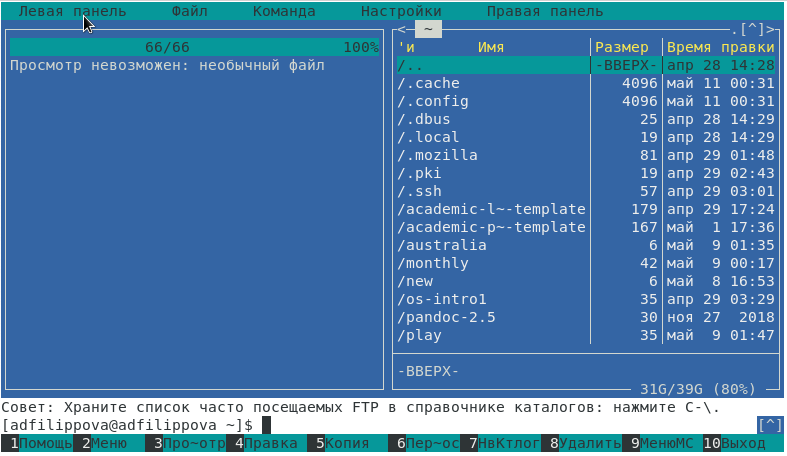 Левая панель Файл Команда Настройки Правая панель
<─ ~ .[^]>
66/66 100%
Просмотр невозможен: необычный файл
'и Имя Размер Время правки
/.. -ВВЕРХ- апр 28 14:28
/.cache 4096 май 11 00:31
/.config 4096 май 11 00:31
/.dbus 25 апр 28 14:29
/.local 19 апр 28 14:29
/.mozilla 81 апр 29 01:48
/.pki 19 апр 29 02:43
/.ssh 57 апр 29 03:01
/academic-l~-template 179 апр 29 17:24
/academic-p~-template 167 май 1 17:36
/australia 6 май 9 01:35
/monthly 42 май 9 00:17
/new 6 май 8 16:53
/os-intro1 35 апр 29 03:29
/pandoc-2.5 30 ноя 27 2018
/play 35 май 9 01:47
-ВВЕРХ-
31G/39G (80%)
Совет: Храните список часто посещаемых FTP в справочнике каталогов: нажмите C-\.
[adfilippova@adfilippova ~]$ [^]
1Помощь 2Меню 3Про~отр 4Правка 5Копия 6Пер~ос 7НвКтлог 8Удалить 9МенюМС 10Выход